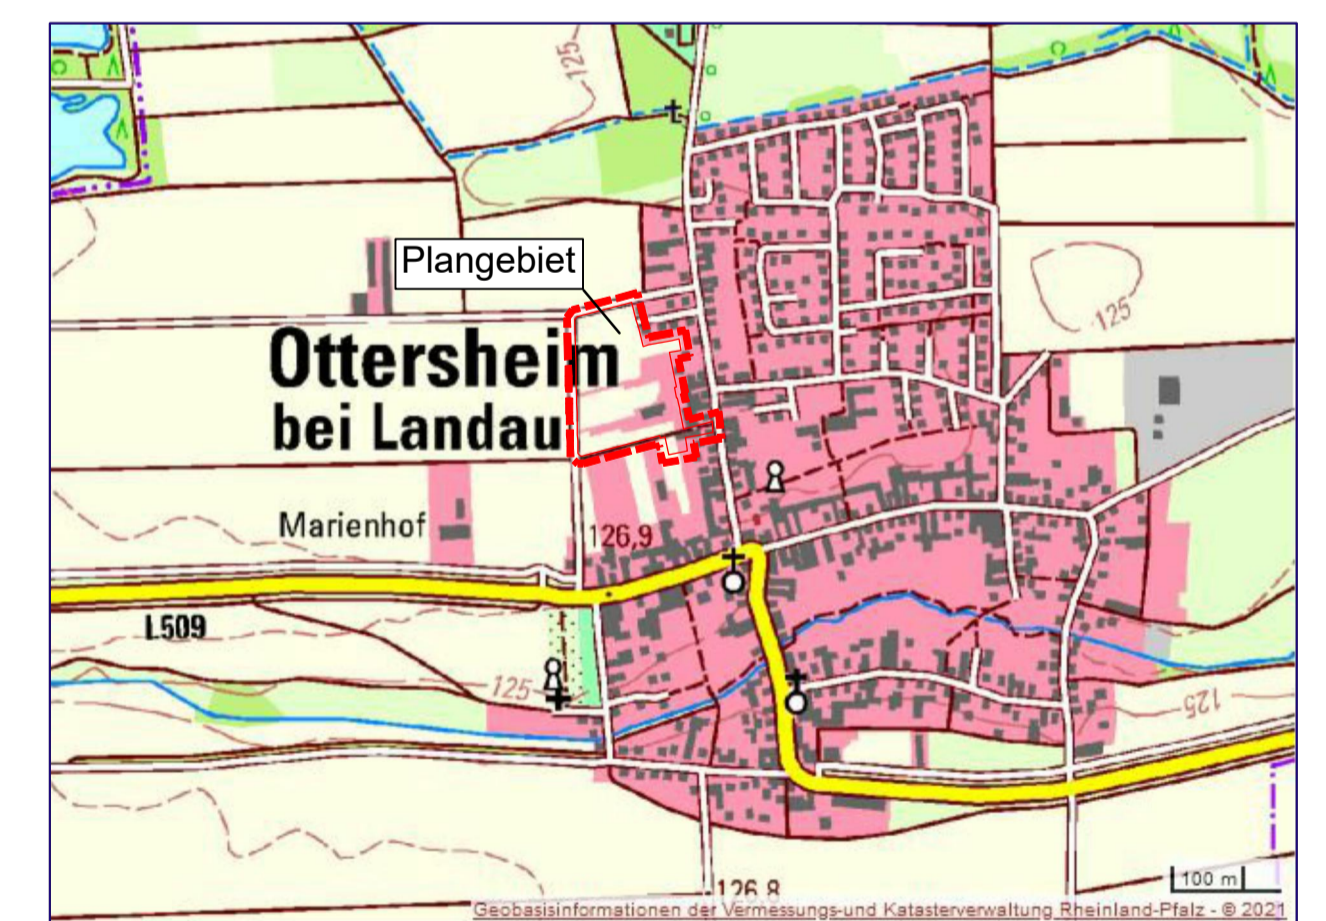 125
Plangebiet
Ottersheim
bei Landau
125
Marienhof
126,9
L509
125
125
100 m
126,8
Geobasisinformationen der Vermessungs-und Katasterverwaltung Rheinland-Pfalz - © 2021